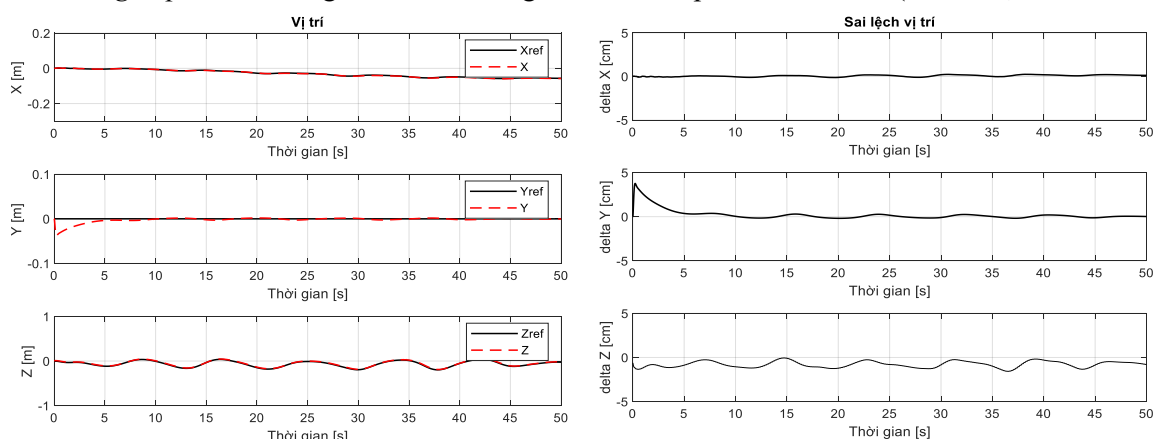 Vị trí
0.2
0
-0.2
X [m]
Xref
X
0 5 10 15 20 25 30 35 40 45 50
Thời gian [s]
0.1
0
-0.1
Y [m]
Yref
Y
0 5 10 15 20 25 30 35 40 45 50
Thời gian [s]
1
0
-1
Z [m]
Zref
Z
0 5 10 15 20 25 30 35 40 45 50
Thời gian [s]
Sai lệch vị trí
5
0
-5
delta X [cm]
0 5 10 15 20 25 30 35 40 45 50
Thời gian [s]
5
0
-5
delta Y [cm]
0 5 10 15 20 25 30 35 40 45 50
Thời gian [s]
5
0
-5
delta Z [cm]
0 5 10 15 20 25 30 35 40 45 50
Thời gian [s]